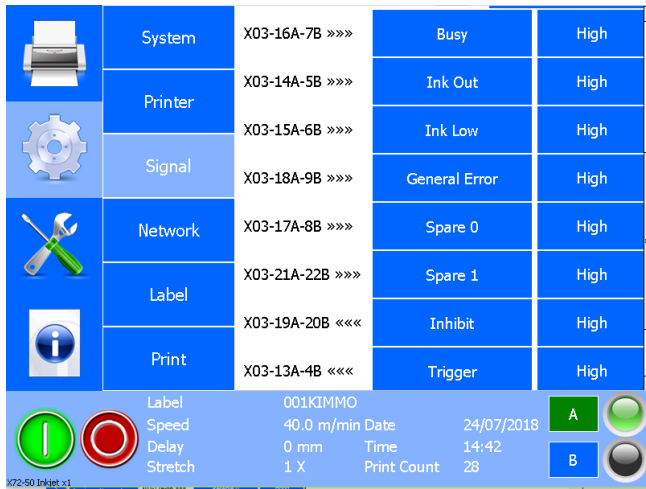 System
Printer
Signal
Network
Label
Print
X03-16A-7B »»» Busy High
X03-14A-5B »»» Ink Out High
X03-15A-6B »»» Ink Low High
X03-18A-9B »»» General Error High
X03-17A-8B »»» Spare 0 High
X03-21A-22B »»» Spare 1 High
X03-19A-20B ««« Inhibit High
X03-13A-4B ««« Trigger High
Label 001KIMMO
Speed 40.0 m/min Date 24/07/2018
Delay 0 mm Time 14:42
Stretch 1 X Print Count 28
A
B
X72-50 Inkjet x1